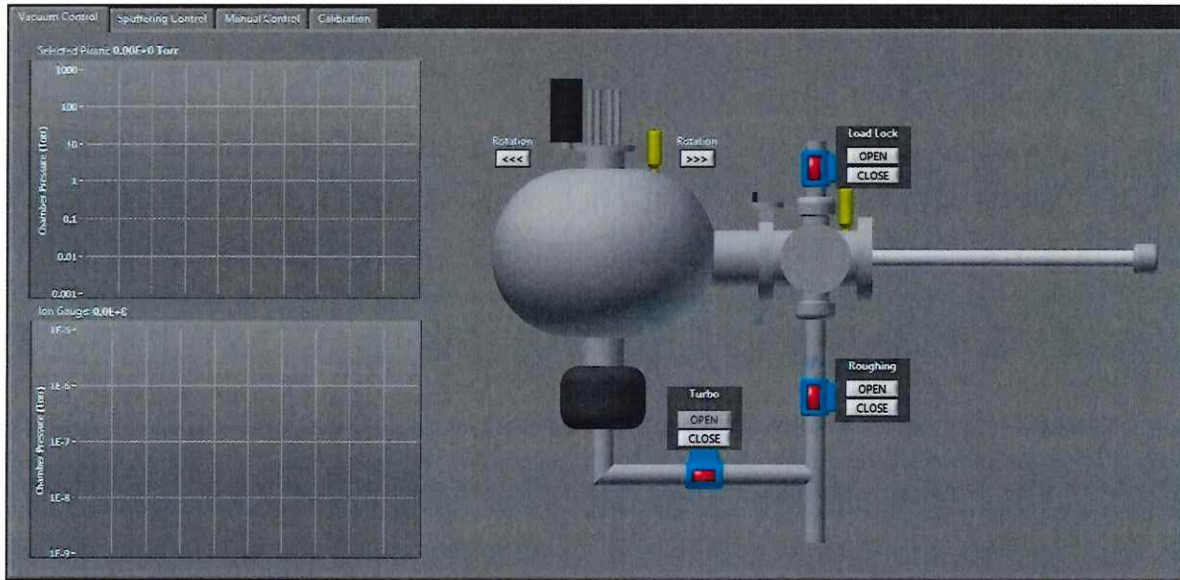 Vacuum Control
Sputtering Control
Manual Control
Calibration
Selected Pirani: 0.00E+0 Torr
1000
100
10
1
0.1
0.01
0.001
Chamber Pressure (Torr)
Ion Gauge: 0.0E+0
1E-5
1E-6
1E-7
1E-8
1E-9
Chamber Pressure (Torr)
Rotation
<<<
Rotation
>>>
Load Lock
OPEN
CLOSE
Roughing
OPEN
CLOSE
Turbo
OPEN
CLOSE